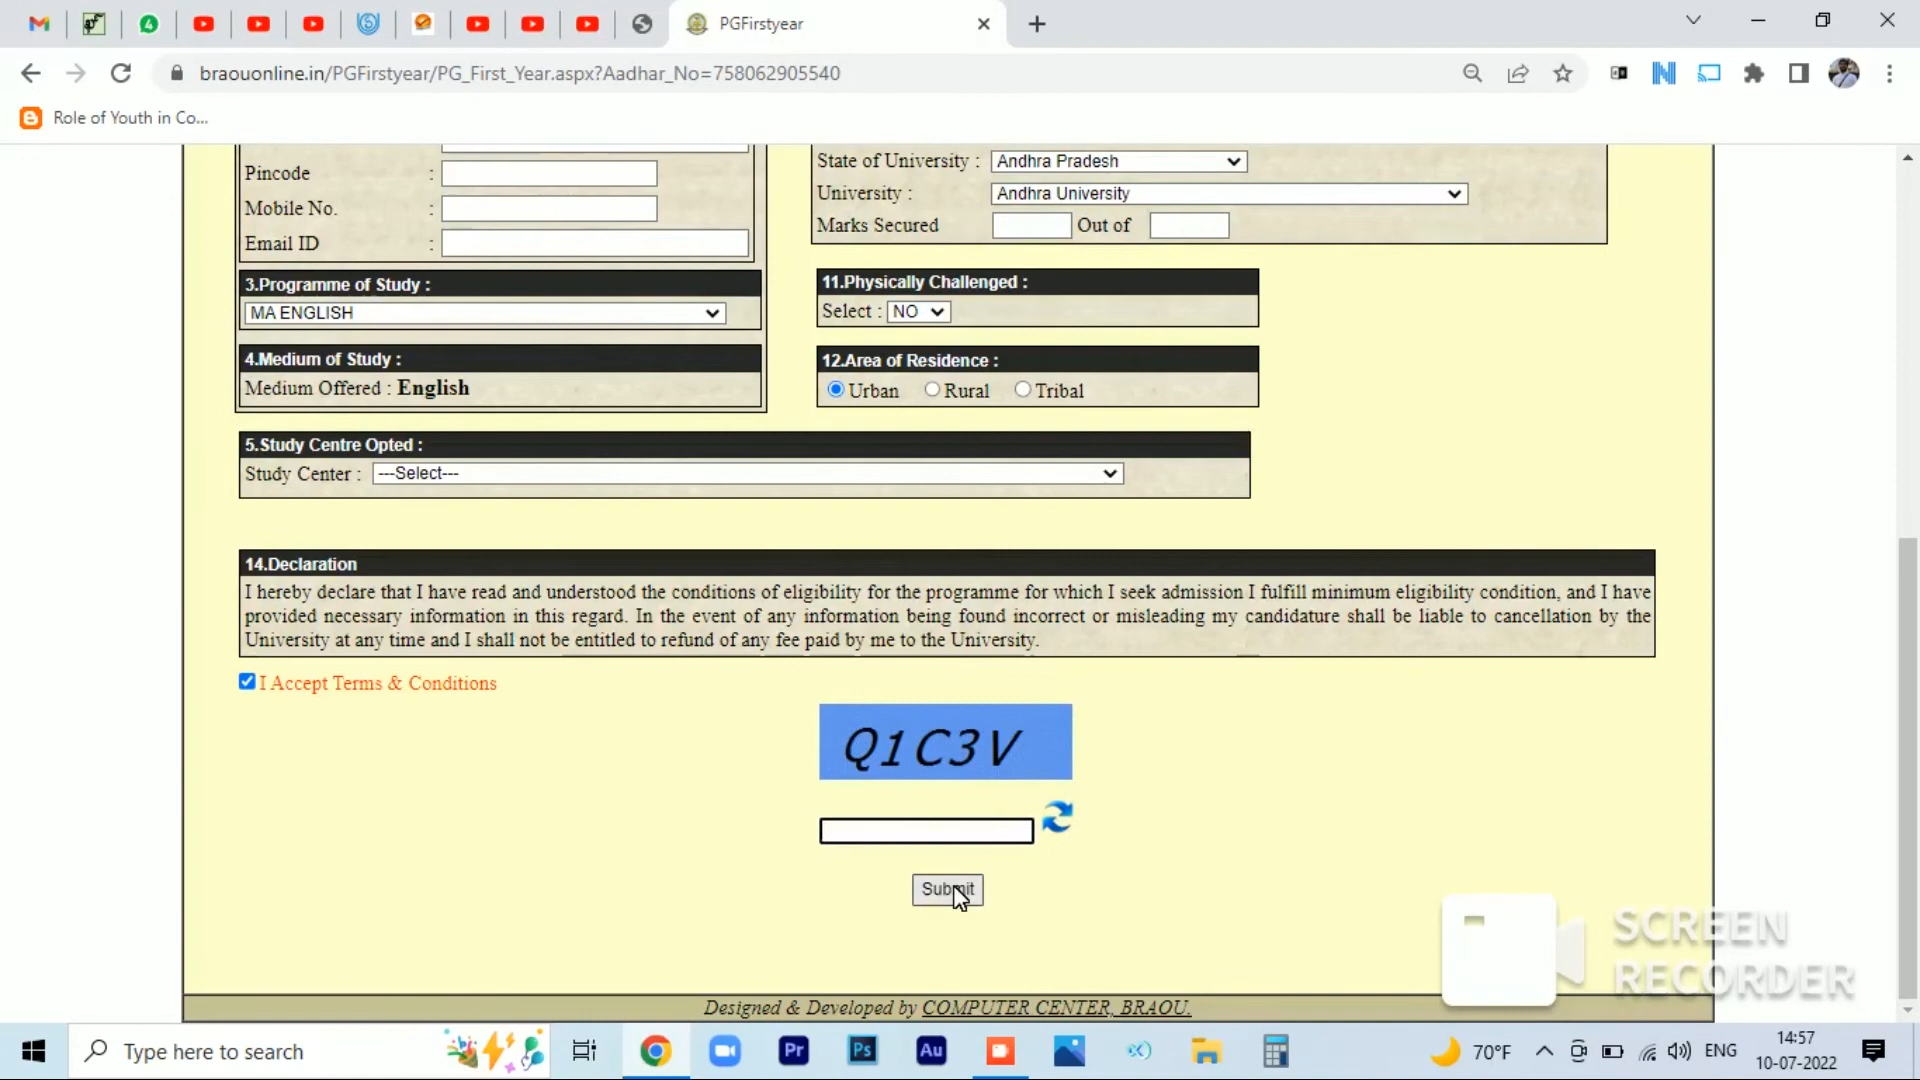 PGFirstyear
braouonline.in/PGFirstyear/PG_First_Year.aspx?Aadhar_No=758062905540
Role of Youth in Co...
Pincode :
Mobile No. :
Email ID :
State of University : Andhra Pradesh
University : Andhra University
Marks Secured Out of
3.Programme of Study :
MA ENGLISH
11.Physically Challenged :
Select : NO
4.Medium of Study :
Medium Offered : English
12.Area of Residence :
Urban Rural Tribal
5.Study Centre Opted :
Study Center : ---Select---
14.Declaration
I hereby declare that I have read and understood the conditions of eligibility for the programme for which I seek admission I fulfill minimum eligibility condition, and I have
provided necessary information in this regard. In the event of any information being found incorrect or misleading my candidature shall be liable to cancellation by the
University at any time and I shall not be entitled to refund of any fee paid by me to the University.
I Accept Terms & Conditions
Q1C3V
Submit
SCREEN
RECORDER
Designed & Developed by COMPUTER CENTER, BRAOU.
Type here to search
Pr
Ps
Au
70°F
ENG
14:57
10-07-2022